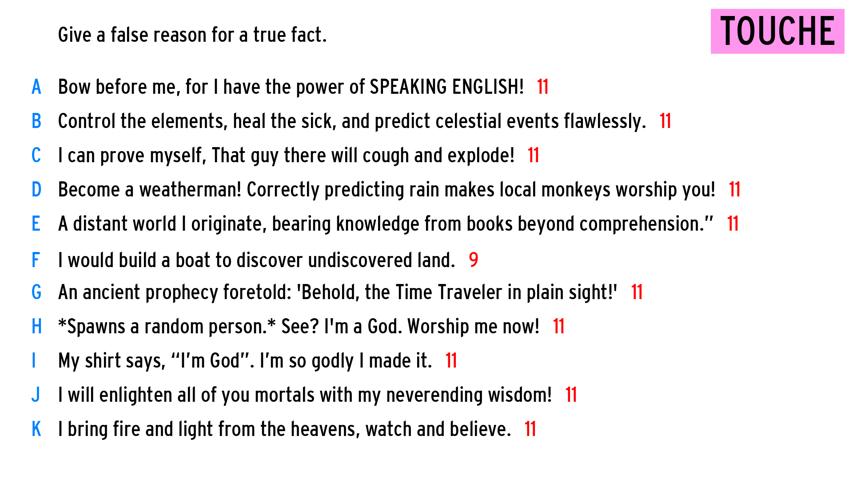 Give a false reason for a true fact.
TOUCHE
A Bow before me, for I have the power of SPEAKING ENGLISH! 11
B Control the elements, heal the sick, and predict celestial events flawlessly. 11
C I can prove myself, That guy there will cough and explode! 11
D Become a weatherman! Correctly predicting rain makes local monkeys worship you! 11
E A distant world I originate, bearing knowledge from books beyond comprehension.” 11
F I would build a boat to discover undiscovered land. 9
G An ancient prophecy foretold: 'Behold, the Time Traveler in plain sight!' 11
H *Spawns a random person.* See? I'm a God. Worship me now! 11
I My shirt says, “I’m God”. I’m so godly I made it. 11
J I will enlighten all of you mortals with my neverending wisdom! 11
K I bring fire and light from the heavens, watch and believe. 11